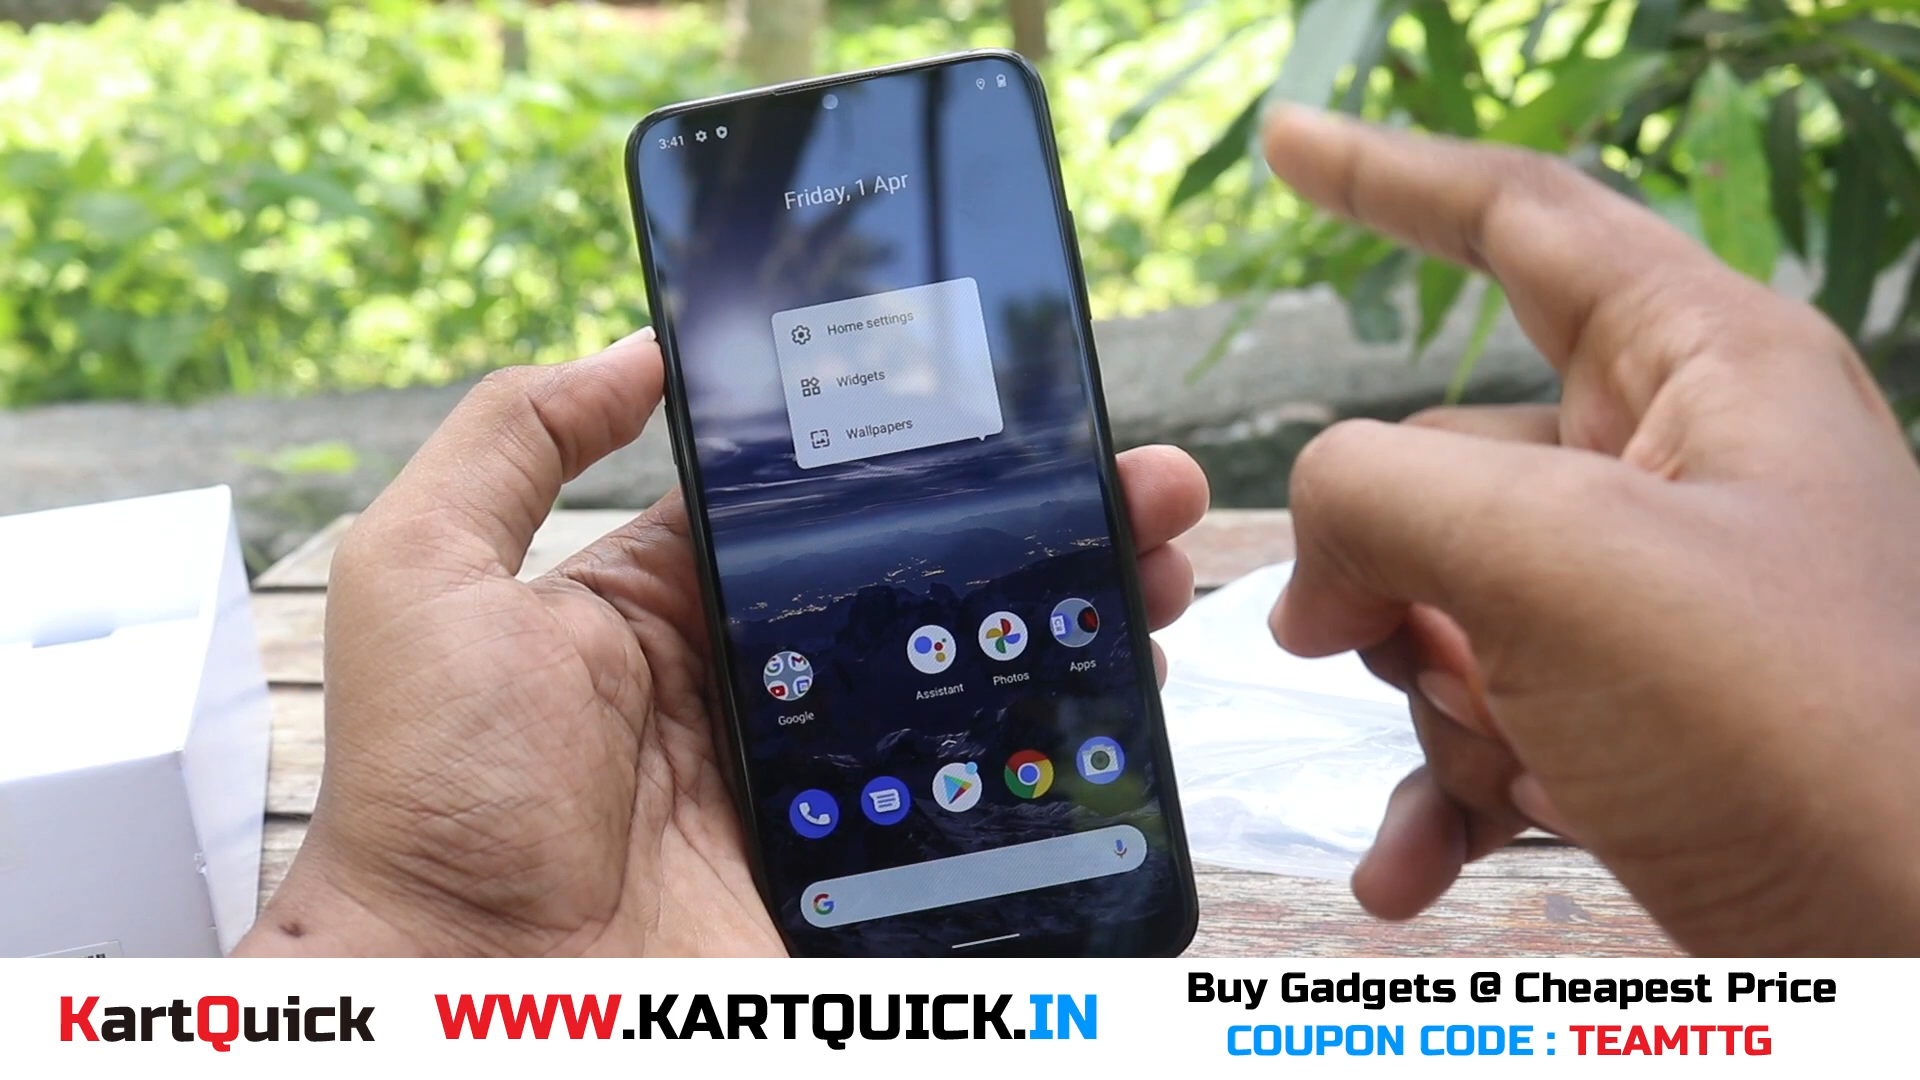 3:41
Friday, 1 Apr
Home settings
Widgets
Wallpapers
Google
Assistant
Photos
Apps
KartQuick
WWW.KARTQUICK.IN
Buy Gadgets @ Cheapest Price
COUPON CODE : TEAMTTG